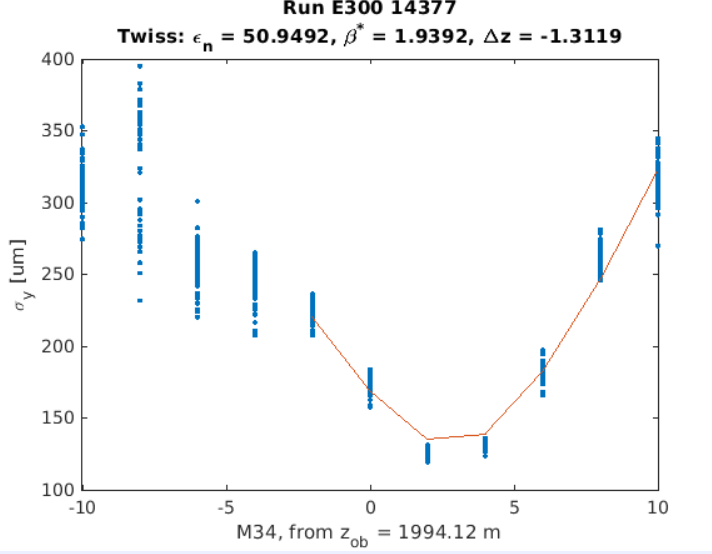 Run E300 14377
Twiss: ϵn = 50.9492, β* = 1.9392, Δz = -1.3119
400
350
300
250
200
150
100
σy [um]
-10 -5 0 5 10
M34, from zob = 1994.12 m